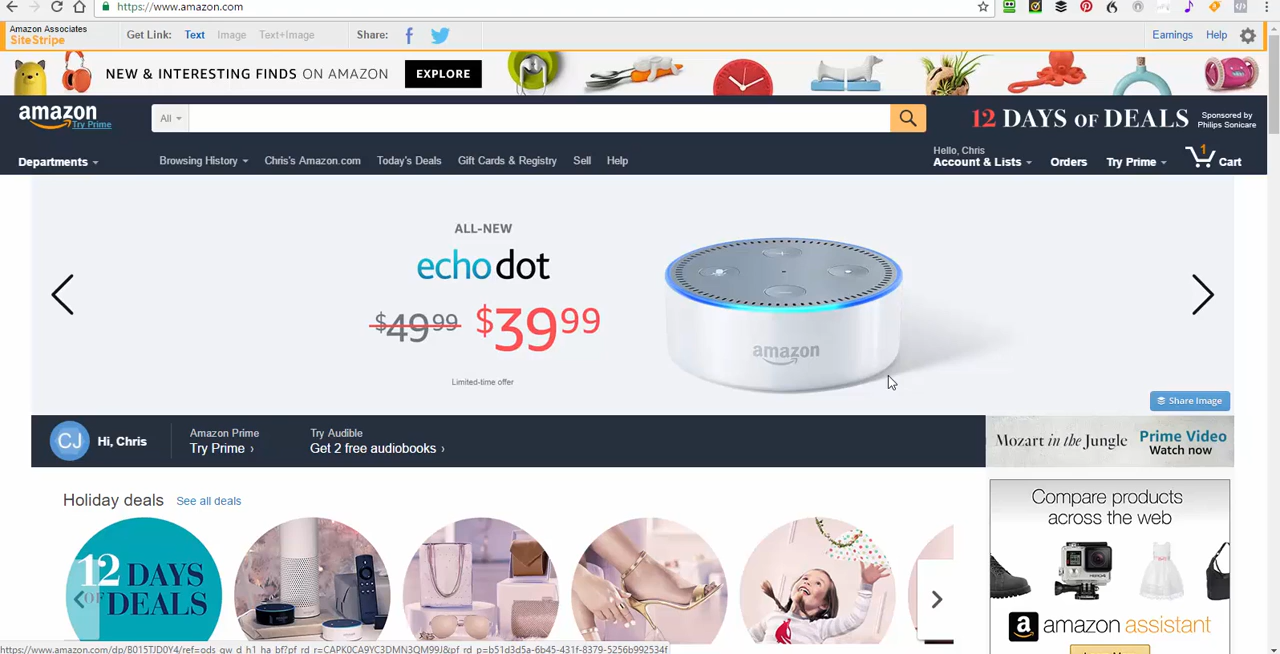 https://www.amazon.com
Amazon Associates
SiteStripe
Get Link: Text Image Text+Image Share:
Earnings Help
NEW & INTERESTING FINDS ON AMAZON EXPLORE
amazon
Try Prime
All
12 DAYS OF DEALS
Sponsored by
Philips Sonicare
Departments
Browsing History Chris's Amazon.com Today's Deals Gift Cards & Registry Sell Help
Hello, Chris
Account & Lists Orders Try Prime 1 Cart
ALL-NEW
echo dot
$49.99 $39.99
Limited-time offer
amazon
Share Image
CJ Hi, Chris
Amazon Prime
Try Prime ›
Try Audible
Get 2 free audiobooks ›
Mozart in the Jungle
Prime Video
Watch now
Holiday deals See all deals
12 DAYS
OF DEALS
Compare products
across the web
a amazon assistant